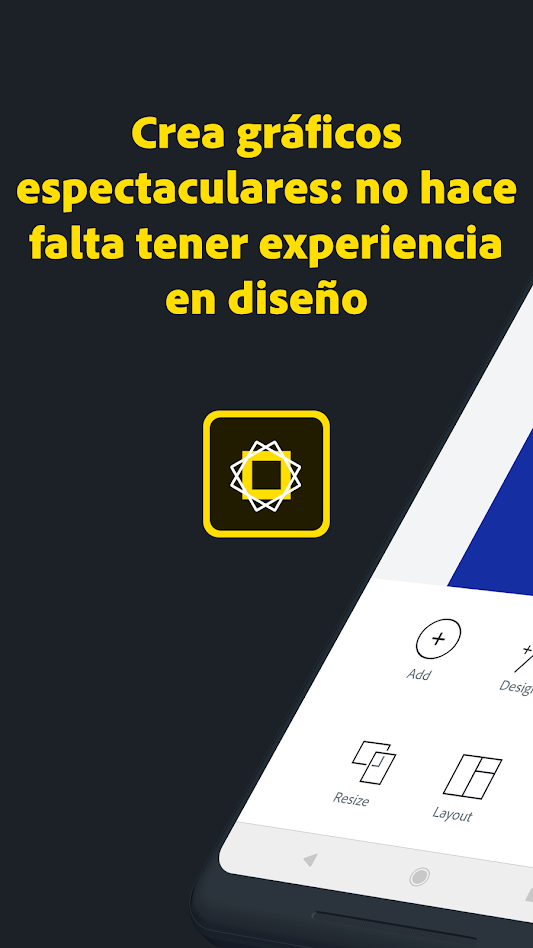 Crea gráficos
espectaculares: no hace
falta tener experiencia
en diseño
Add
Resize
Layout